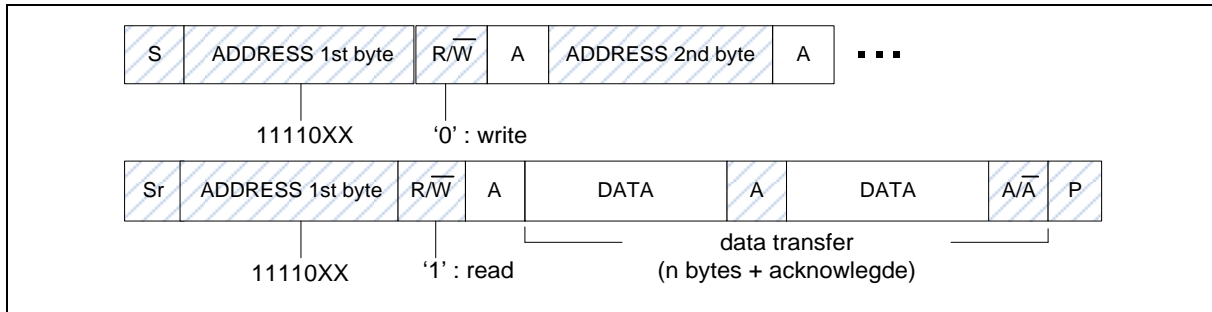 S ADDRESS 1st byte R/W̅ A ADDRESS 2nd byte A ▪ ▪ ▪
11110XX ‘0’ : write
Sr ADDRESS 1st byte R/W̅ A DATA A DATA A/A̅ P
11110XX ‘1’ : read data transfer
(n bytes + acknowlegde)